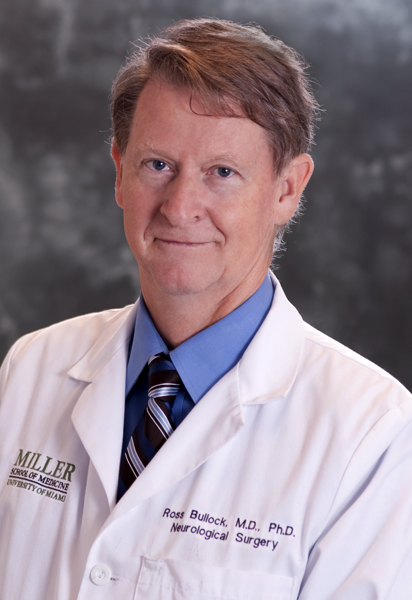 MILLER
SCHOOL OF MEDICINE
UNIVERSITY OF MIAMI
Ross Bullock, M.D., Ph.D.
Neurological Surgery